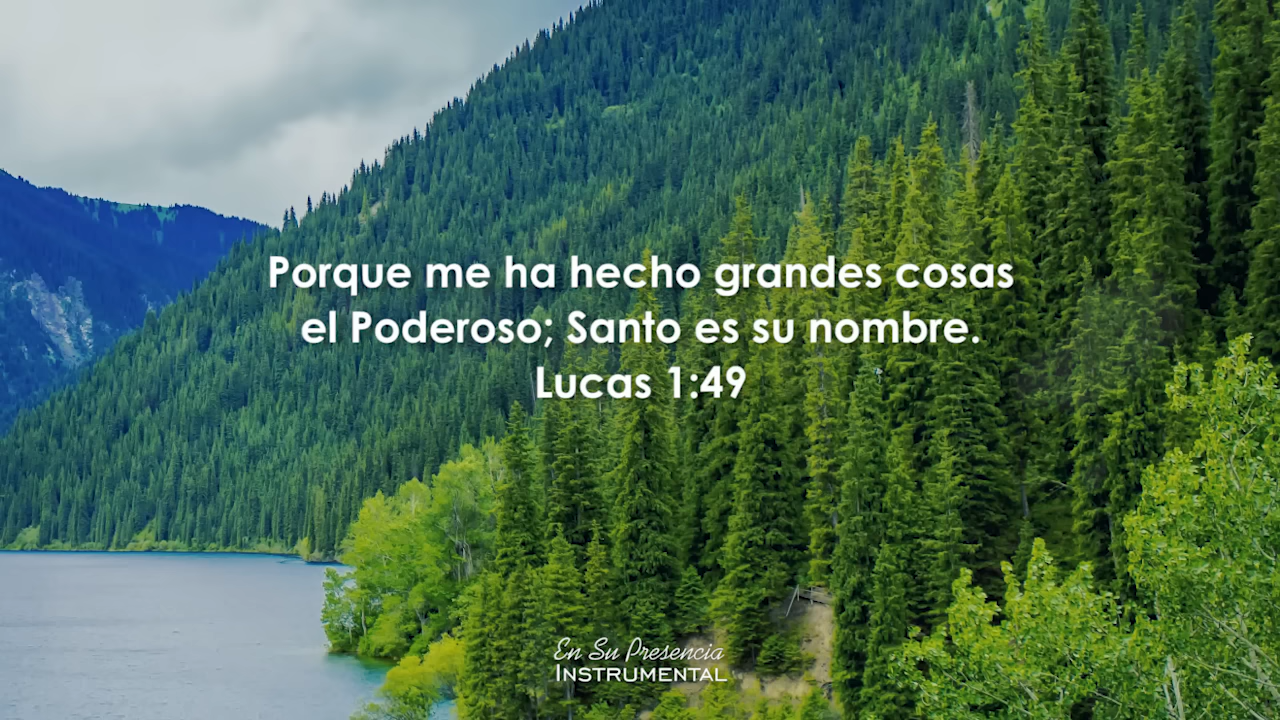 Porque me ha hecho grandes cosas
el Poderoso; Santo es su nombre.
Lucas 1:49
En Su Presencia
INSTRUMENTAL